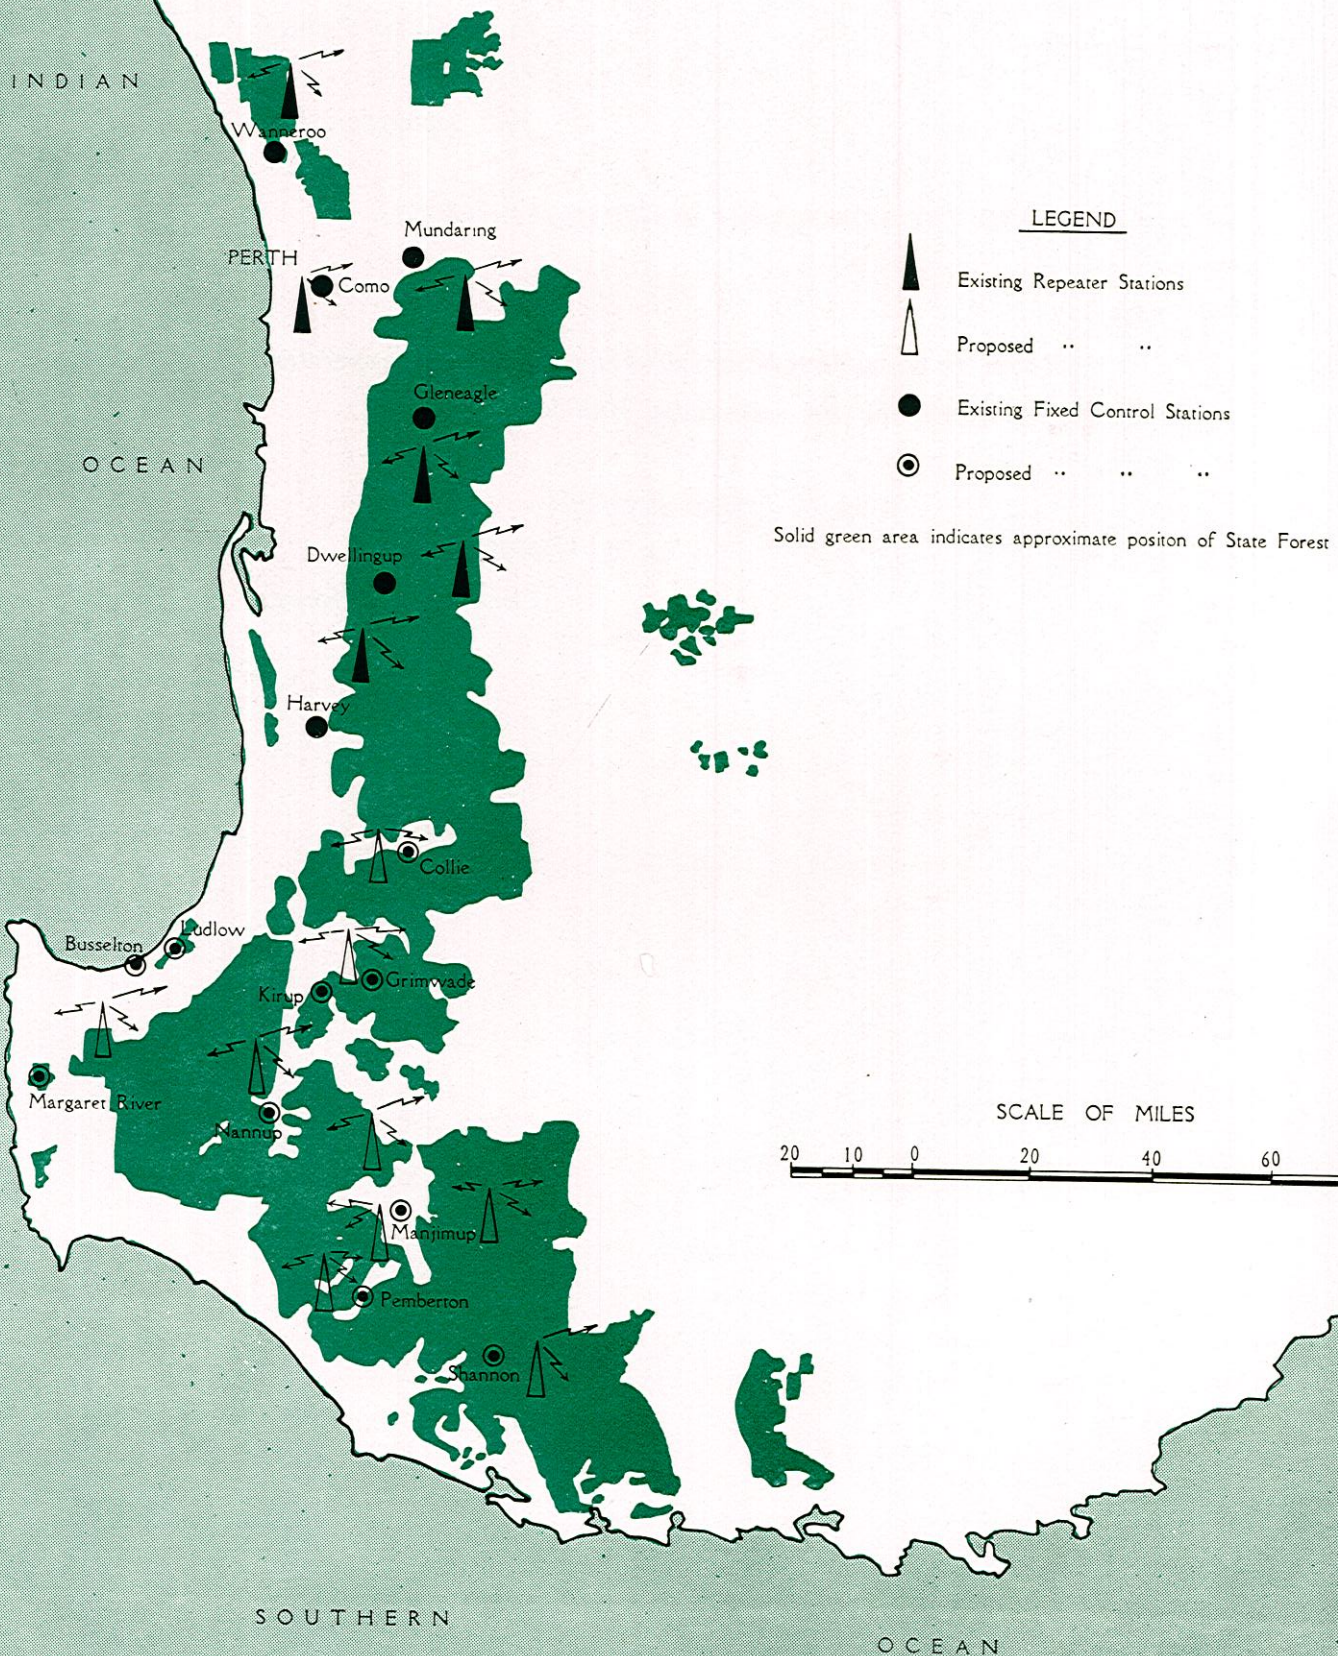 INDIAN
Wanneroo
Mundaring
PERTH
Como
LEGEND
Existing Repeater Stations
Proposed " "
Existing Fixed Control Stations
Proposed " " "
Solid green area indicates approximate positon of State Forest
Gleneagle
OCEAN
Dwellingup
Harvey
Collie
Ludlow
Busselton
Grimwade
Kirup
Margaret River
Nannup
SCALE OF MILES
20 10 0 20 40 60
Manjimup
Pemberton
Shannon
SOUTHERN
OCEAN